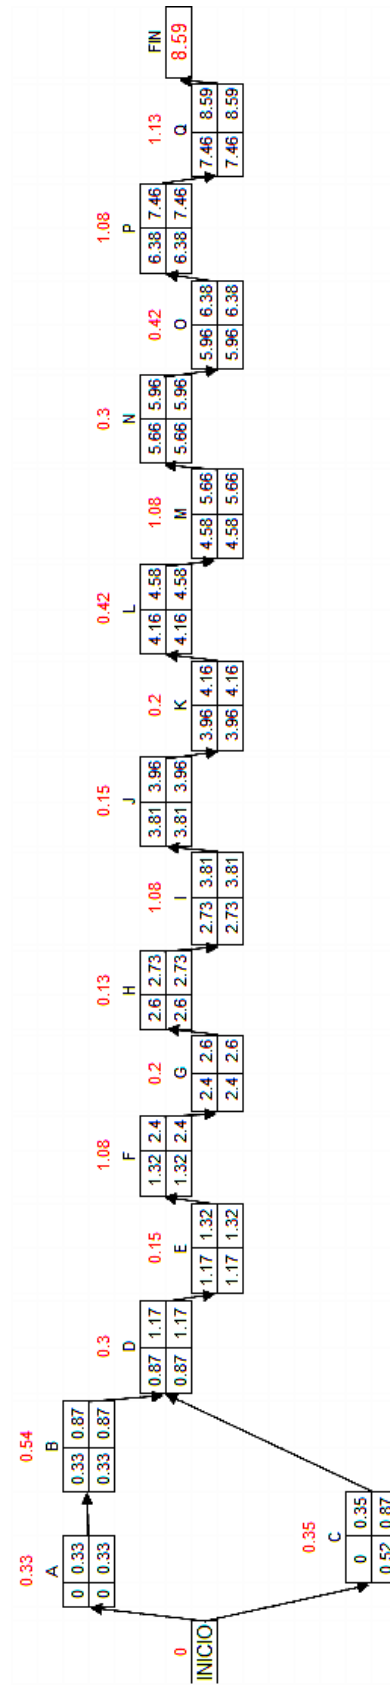 0
INICIO
0.33
A
0 0.33
0 0.33
0.54
B
0.33 0.87
0.33 0.87
0.35
C
0 0.35
0.52 0.87
0.3
D
0.87 1.17
0.87 1.17
0.15
E
1.17 1.32
1.17 1.32
1.08
F
1.32 2.4
1.32 2.4
0.2
G
2.4 2.6
2.4 2.6
0.13
H
2.6 2.73
2.6 2.73
1.08
I
2.73 3.81
2.73 3.81
0.15
J
3.81 3.96
3.81 3.96
0.2
K
3.96 4.16
3.96 4.16
0.42
L
4.16 4.58
4.16 4.58
1.08
M
4.58 5.66
4.58 5.66
0.3
N
5.66 5.96
5.66 5.96
0.42
O
5.96 6.38
5.96 6.38
1.08
P
6.38 7.46
6.38 7.46
1.13
Q
7.46 8.59
7.46 8.59
FIN
8.59